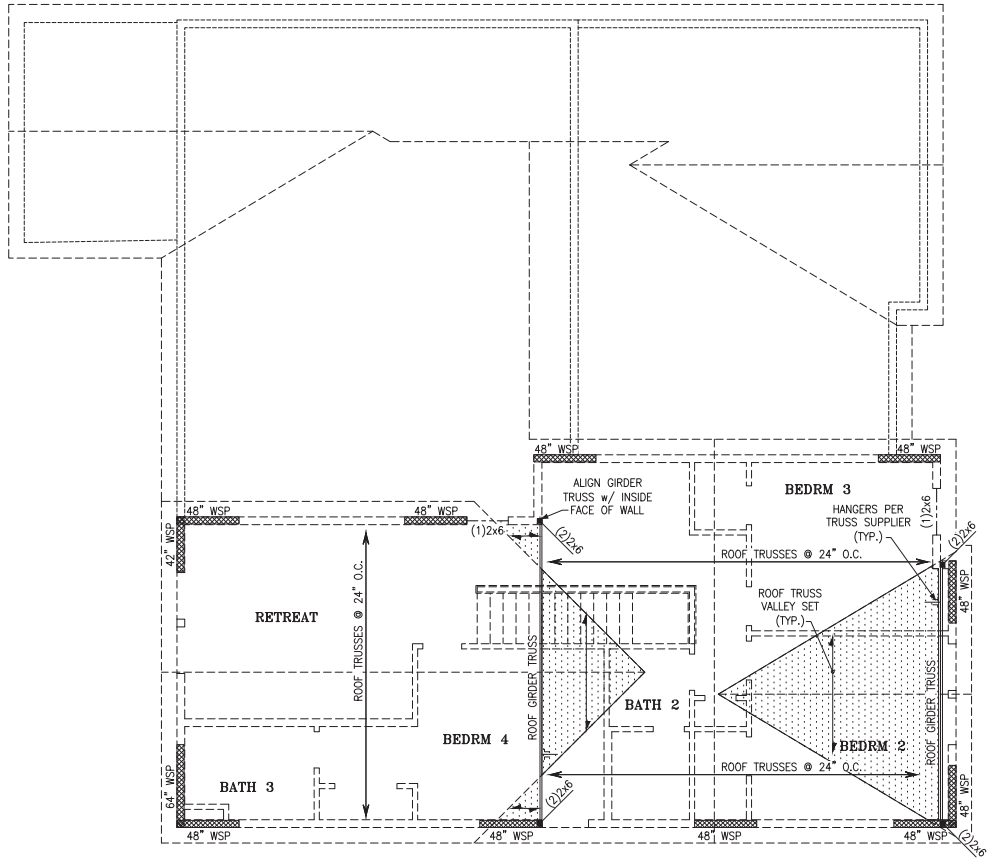 48" WSP
48" WSP
ALIGN GIRDER
TRUSS w/ INSIDE
FACE OF WALL
BEDRM 3
HANGERS PER
TRUSS SUPPLIER
(TYP.)
(1)2x6
(2)2x6
48" WSP
48" WSP
(1)2x6
(2)2x6
42" WSP
ROOF TRUSSES @ 24" O.C.
ROOF TRUSSES @ 24" O.C.
ROOF TRUSS
VALLEY SET
(TYP.)
48" WSP
RETREAT
ROOF GIRDER TRUSS
BATH 2
ROOF GIRDER TRUSS
BEDRM 4
BEDRM 2
ROOF TRUSSES @ 24" O.C.
64" WSP
BATH 3
(2)2x6
48" WSP
48" WSP
48" WSP
48" WSP
48" WSP
(2)2x6